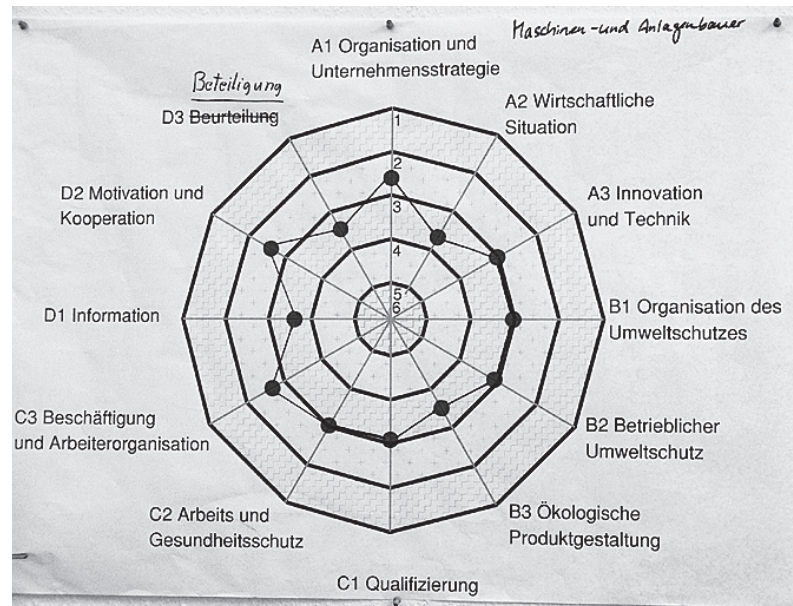 Maschinen- und Anlagenbauer
A1 Organisation und
Unternehmensstrategie
Beteiligung
D3 Beurteilung
A2 Wirtschaftliche
Situation
D2 Motivation und
Kooperation
A3 Innovation
und Technik
1
2
3
4
5
6
D1 Information
B1 Organisation des
Umweltschutzes
C3 Beschäftigung
und Arbeiterorganisation
B2 Betrieblicher
Umweltschutz
C2 Arbeits und
Gesundheitsschutz
B3 Ökologische
Produktgestaltung
C1 Qualifizierung